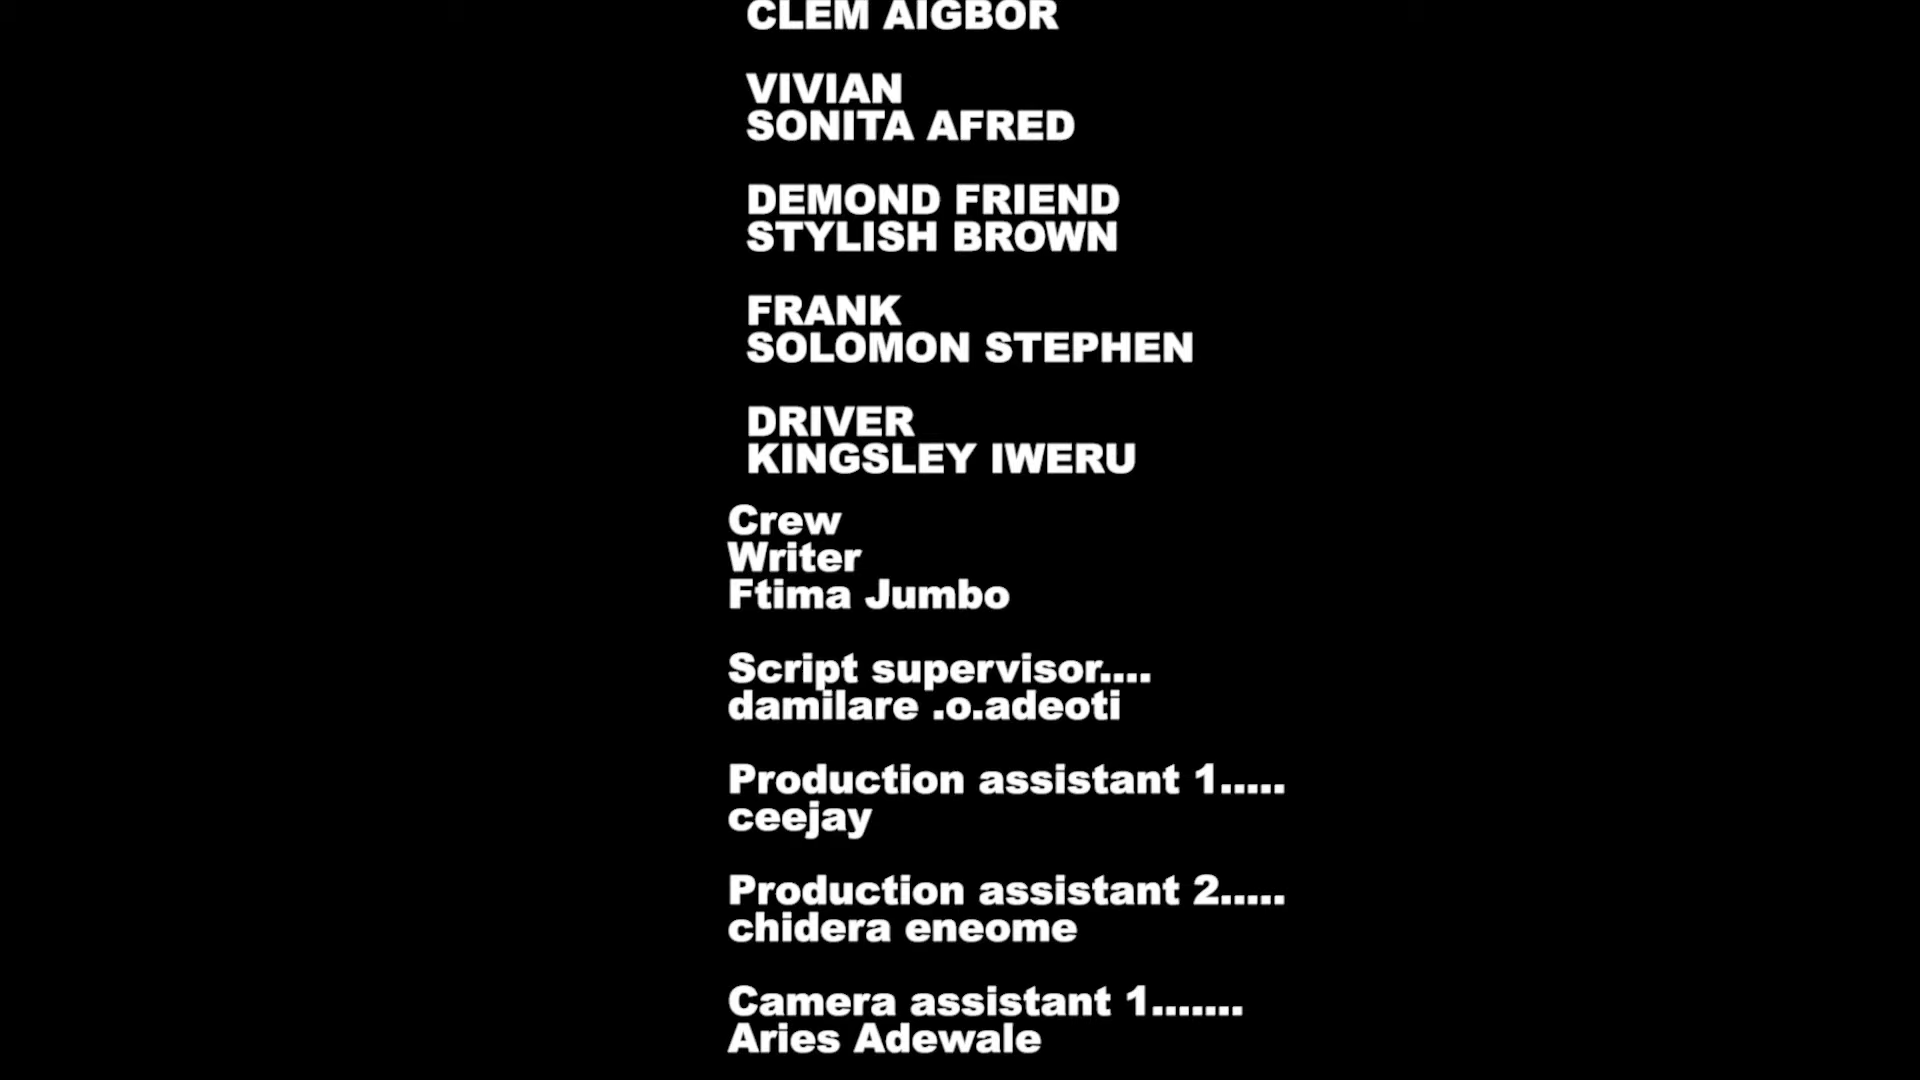 CLEM AIGBOR
VIVIAN
SONITA AFRED
DEMOND FRIEND
STYLISH BROWN
FRANK
SOLOMON STEPHEN
DRIVER
KINGSLEY IWERU
Crew
Writer
Ftima Jumbo
Script supervisor....
damilare .o.adeoti
Production assistant 1.....
ceejay
Production assistant 2.....
chidera eneome
Camera assistant 1.......
Aries Adewale